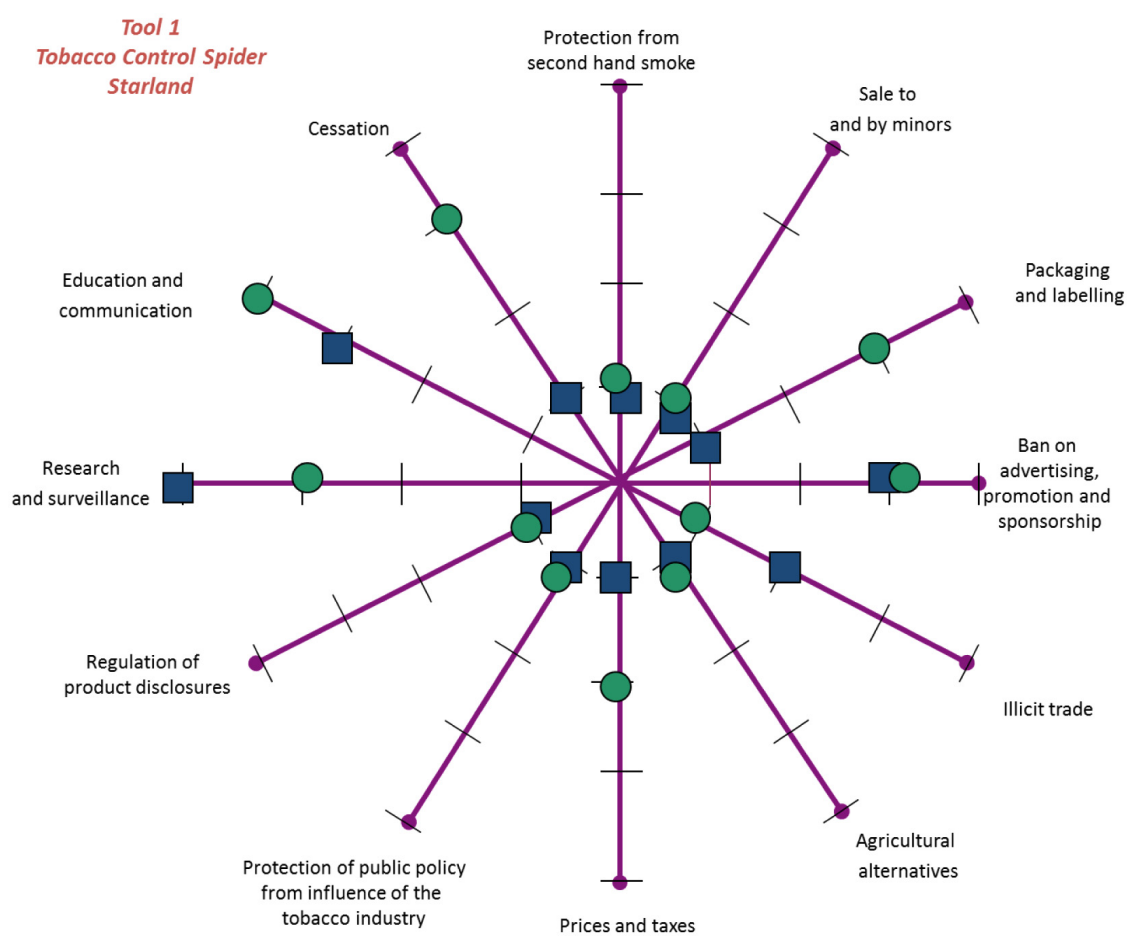 Tool 1
Tobacco Control Spider
Starland
Protection from
second hand smoke
Sale to
and by minors
Packaging
and labelling
Ban on
advertising,
promotion and
sponsorship
Illicit trade
Agricultural
alternatives
Prices and taxes
Protection of public policy
from influence of the
tobacco industry
Regulation of
product disclosures
Research
and surveillance
Education and
communication
Cessation